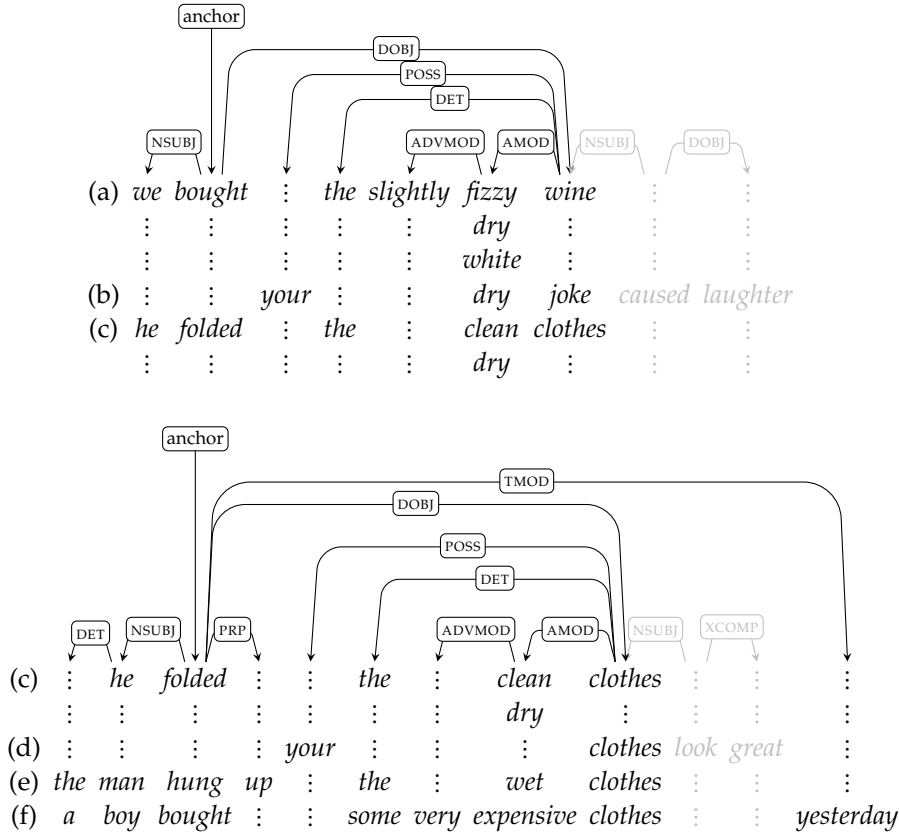 anchor
DOBJ
POSS
DET
NSUBJ ADVMOD AMOD NSUBJ DOBJ
(a) we bought ⋮ the slightly fizzy wine ⋮ ⋮
⋮ ⋮ ⋮ ⋮ ⋮ dry ⋮ ⋮ ⋮
⋮ ⋮ ⋮ ⋮ ⋮ white ⋮ ⋮ ⋮
(b) ⋮ ⋮ your ⋮ ⋮ dry joke caused laughter
(c) he folded ⋮ the ⋮ clean clothes ⋮ ⋮
⋮ ⋮ ⋮ ⋮ ⋮ dry ⋮ ⋮ ⋮
anchor
TMOD
DOBJ
POSS
DET
DET NSUBJ PRP ADVMOD AMOD NSUBJ XCOMP
(c) ⋮ he folded ⋮ ⋮ the ⋮ clean clothes ⋮ ⋮ ⋮
⋮ ⋮ ⋮ ⋮ ⋮ ⋮ ⋮ dry ⋮ ⋮ ⋮ ⋮
(d) ⋮ ⋮ ⋮ ⋮ your ⋮ ⋮ ⋮ clothes look great ⋮
(e) the man hung up ⋮ the ⋮ wet clothes ⋮
(f) a boy bought ⋮ ⋮ some very expensive clothes yesterday